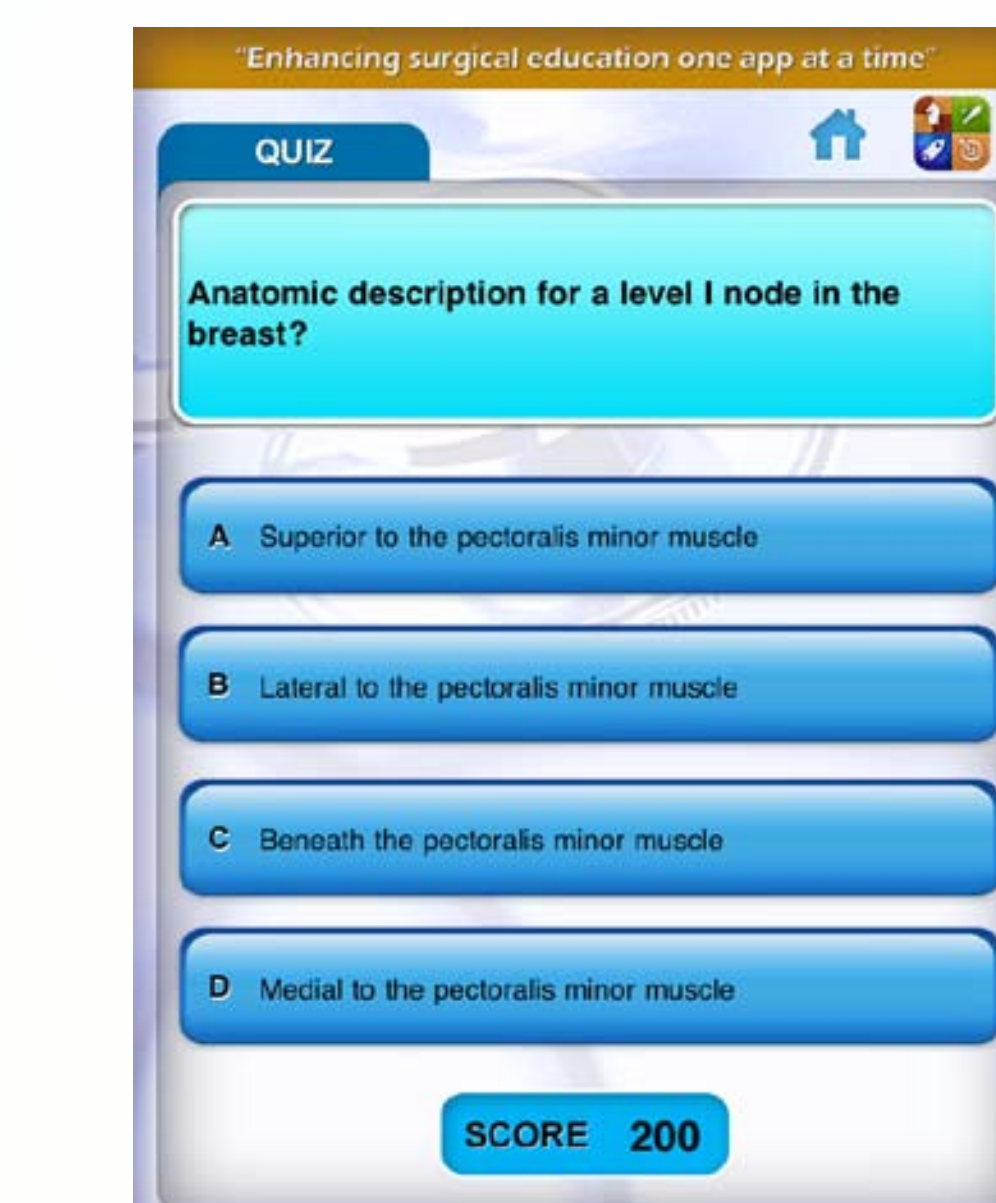 "Enhancing surgical education one app at a time"
QUIZ
Anatomic description for a level I node in the
breast?
A Superior to the pectoralis minor muscle
B Lateral to the pectoralis minor muscle
C Beneath the pectoralis minor muscle
D Medial to the pectoralis minor muscle
SCORE 200